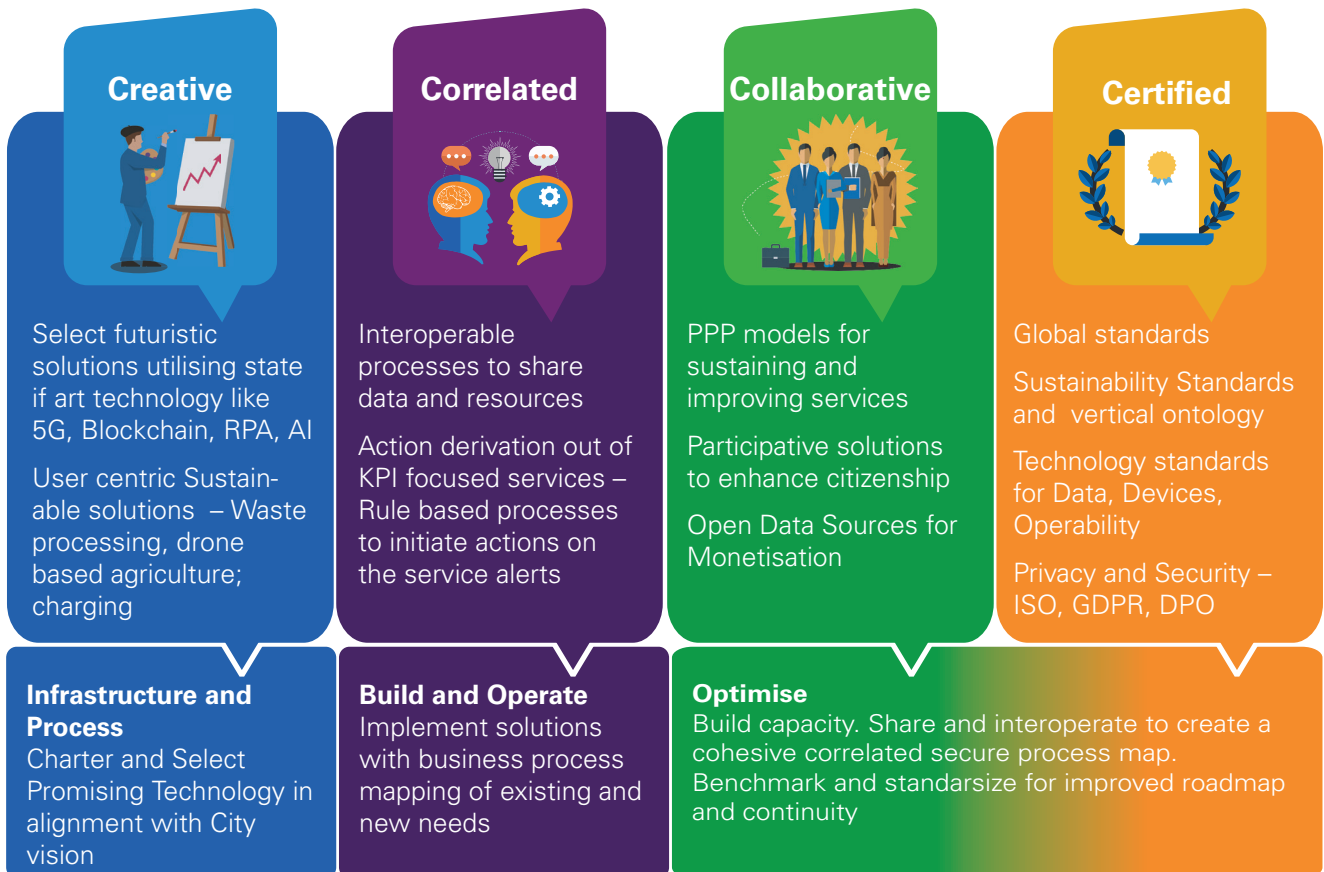 Creative
Select futuristic
solutions utilising state
if art technology like
5G, Blockchain, RPA, AI
User centric Sustain-
able solutions – Waste
processing, drone
based agriculture;
charging
Infrastructure and
Process
Charter and Select
Promising Technology in
alignment with City
vision
Correlated
Interoperable
processes to share
data and resources
Action derivation out of
KPI focused services –
Rule based processes
to initiate actions on
the service alerts
Build and Operate
Implement solutions
with business process
mapping of existing and
new needs
Collaborative
PPP models for
sustaining and
improving services
Participative solutions
to enhance citizenship
Open Data Sources for
Monetisation
Certified
Global standards
Sustainability Standards
and vertical ontology
Technology standards
for Data, Devices,
Operability
Privacy and Security –
ISO, GDPR, DPO
Optimise
Build capacity. Share and interoperate to create a
cohesive correlated secure process map.
Benchmark and standarsize for improved roadmap
and continuity